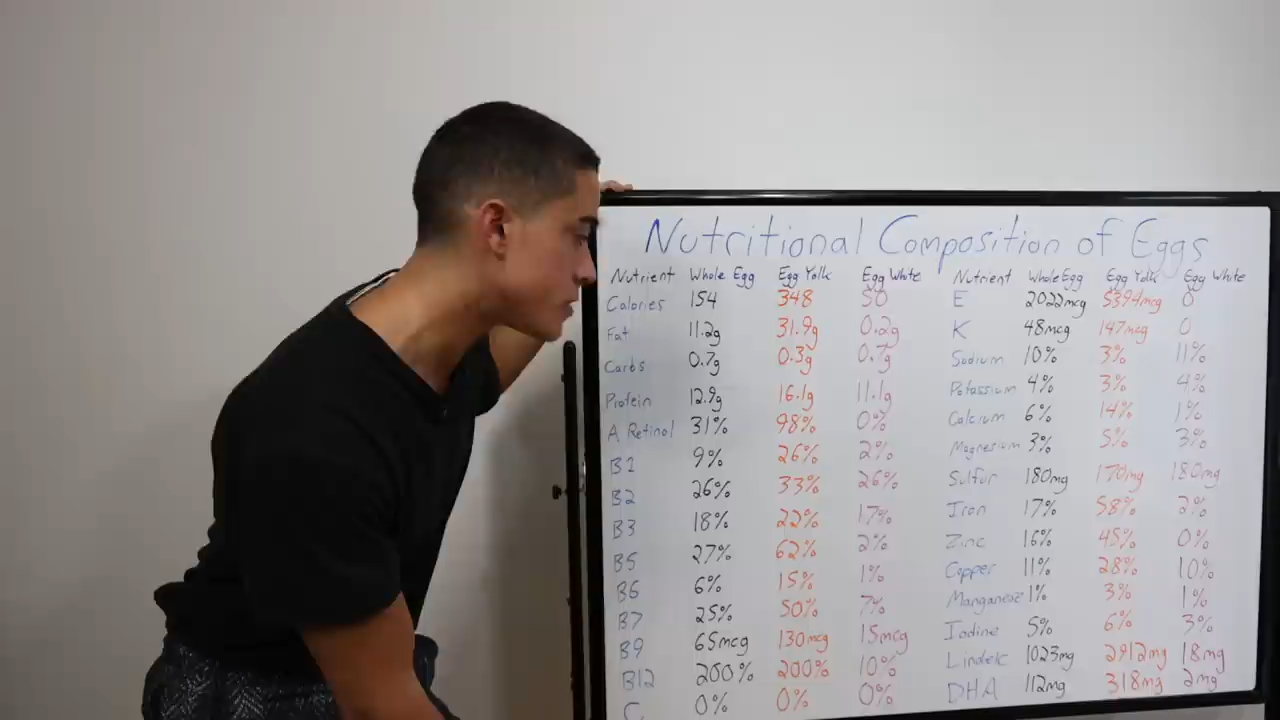 Nutritional Composition of Eggs
Nutrient Whole Egg Egg Yolk Egg White
Calories 154 348 50
Fat 11.2g 31.9g 0.2g
Carbs 0.7g 0.3g 0.7g
Protein 12.9g 16.1g 11.1g
A Retinol 31% 98% 0%
B1 9% 26% 2%
B2 26% 33% 26%
B3 18% 22% 17%
B5 27% 62% 2%
B6 6% 15% 1%
B7 25% 50% 7%
B9 65mcg 130mcg 15mcg
B12 200% 200% 10%
C 0% 0% 0%
Nutrient Whole Egg Egg Yolk Egg White
E 2022mcg 5394mcg 0
K 48mcg 147mcg 0
Sodium 10% 3% 11%
Potassium 4% 3% 4%
Calcium 6% 14% 1%
Magnesium 3% 5% 3%
Sulfur 180mg 170mg 180mg
Iron 17% 58% 2%
Zinc 16% 45% 0%
Copper 11% 28% 10%
Manganeaze 1% 3% 1%
Iodine 5% 6% 3%
Linoleic 1023mg 2912mg 18mg
DHA 112mg 318mg 2mg